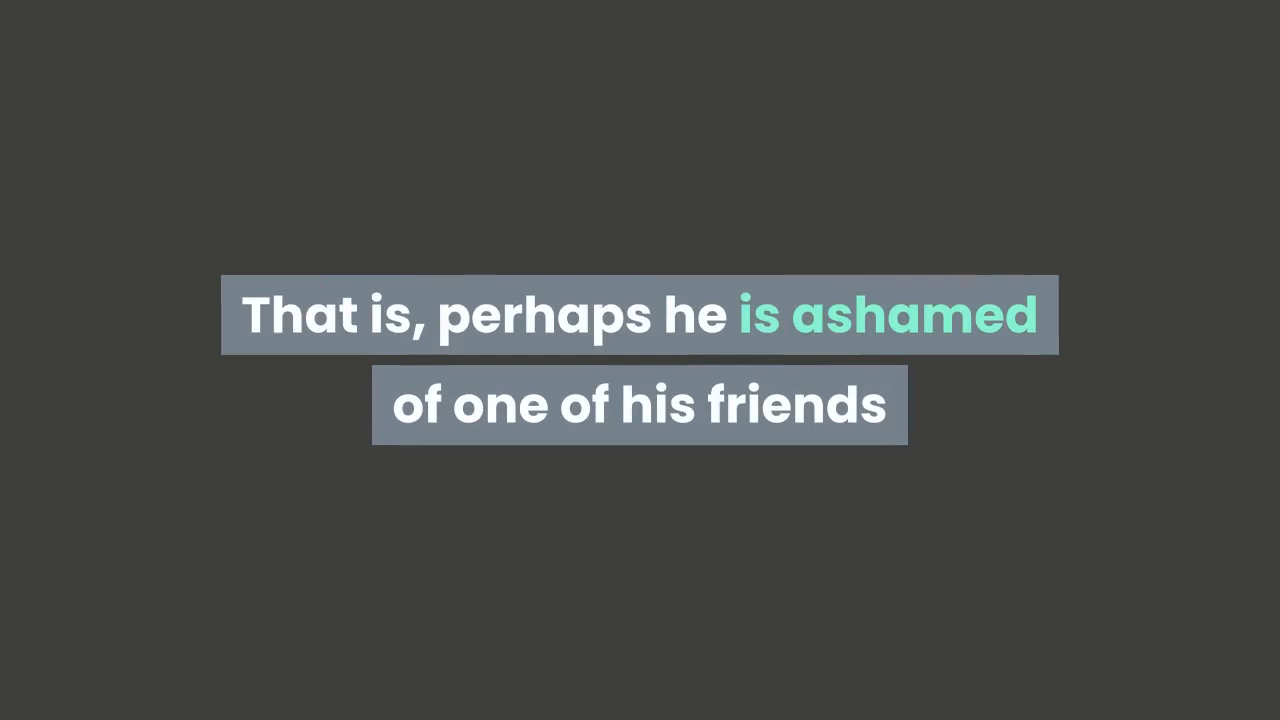 That is, perhaps he is ashamed
of one of his friends